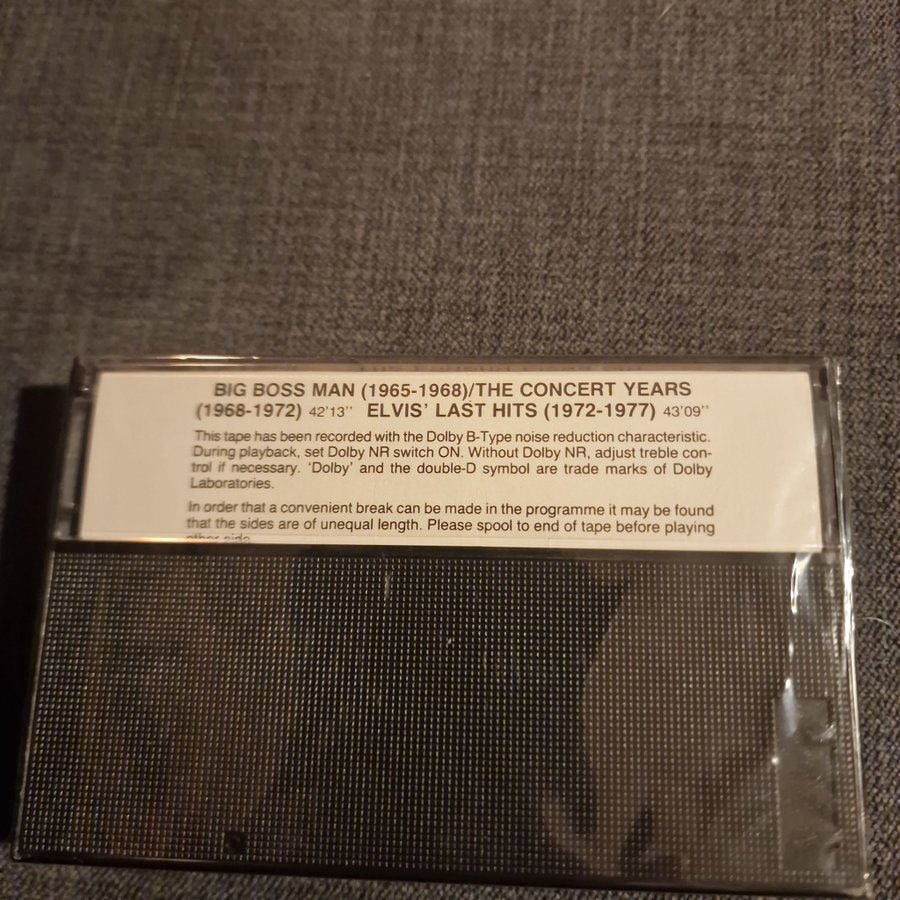 BIG BOSS MAN (1965-1968)/THE CONCERT YEARS
(1968-1972) 42'13'' ELVIS' LAST HITS (1972-1977) 43'09''
This tape has been recorded with the Dolby B-Type noise reduction characteristic.
During playback, set Dolby NR switch ON. Without Dolby NR, adjust treble con-
trol if necessary. 'Dolby' and the double-D symbol are trade marks of Dolby
Laboratories.
In order that a convenient break can be made in the programme it may be found
that the sides are of unequal length. Please spool to end of tape before playing
other side